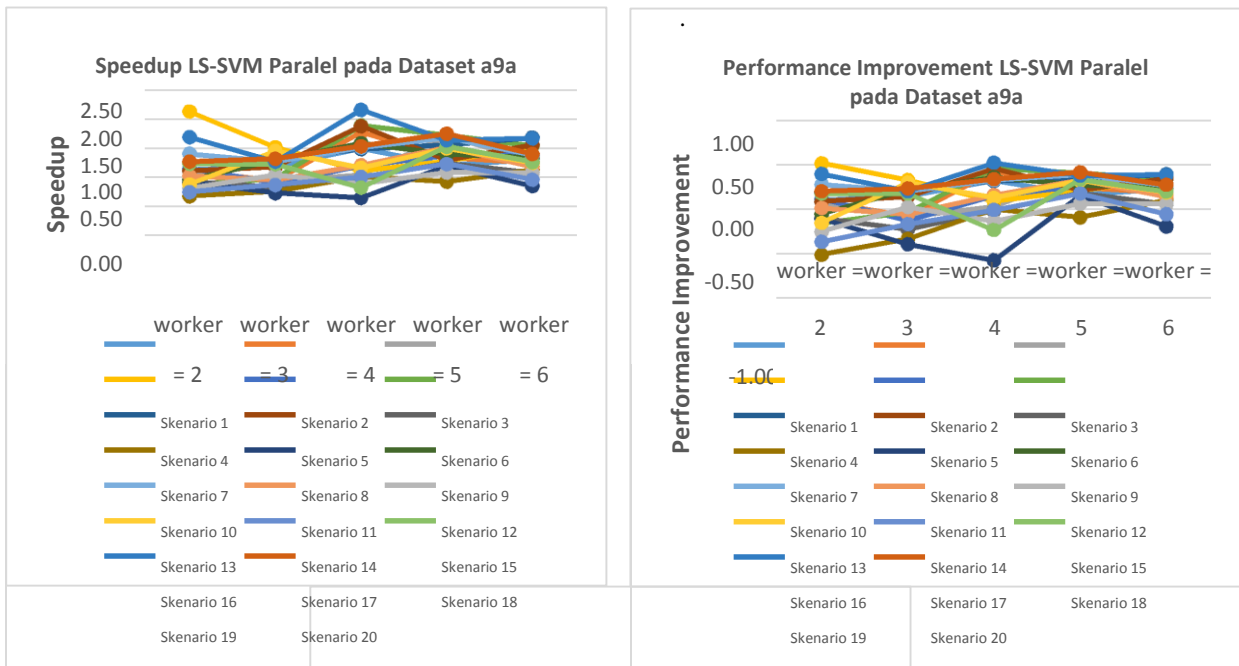 Speedup LS-SVM Paralel pada Dataset a9a
2.50
2.00
1.50
1.00
0.50
0.00
Speedup
worker worker worker worker worker
= 2 = 3 = 4 = 5 = 6
Skenario 1 Skenario 2 Skenario 3
Skenario 4 Skenario 5 Skenario 6
Skenario 7 Skenario 8 Skenario 9
Skenario 10 Skenario 11 Skenario 12
Skenario 13 Skenario 14 Skenario 15
Skenario 16 Skenario 17 Skenario 18
Skenario 19 Skenario 20
.
Performance Improvement LS-SVM Paralel
pada Dataset a9a
1.00
0.50
0.00
-0.50
-1.00
Performance Improvement
worker = worker = worker = worker = worker =
2 3 4 5 6
Skenario 1 Skenario 2 Skenario 3
Skenario 4 Skenario 5 Skenario 6
Skenario 7 Skenario 8 Skenario 9
Skenario 10 Skenario 11 Skenario 12
Skenario 13 Skenario 14 Skenario 15
Skenario 16 Skenario 17 Skenario 18
Skenario 19 Skenario 20